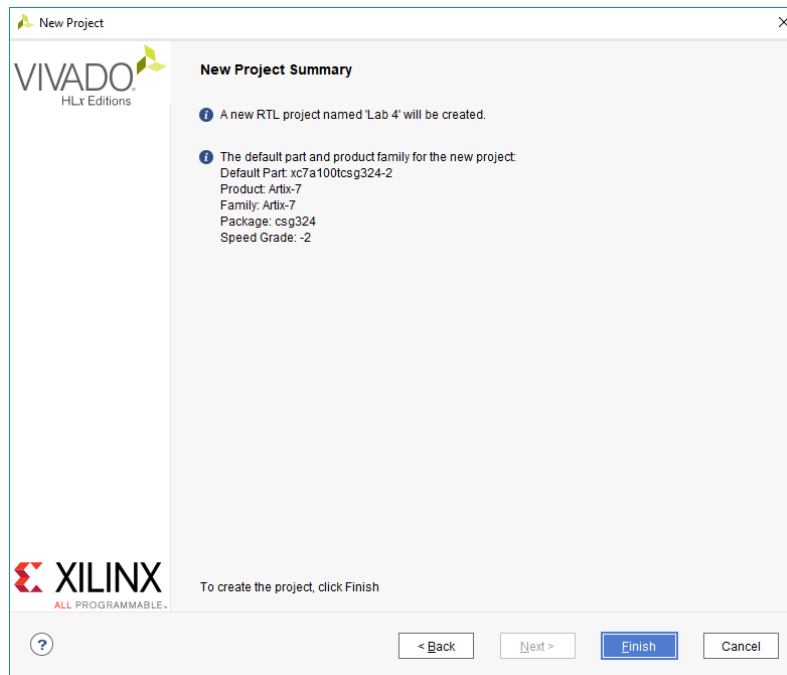 New Project
VIVADO.
HLx Editions
New Project Summary
A new RTL project named 'Lab 4' will be created.
The default part and product family for the new project:
Default Part: xc7a100tcsg324-2
Product: Artix-7
Family: Artix-7
Package: csg324
Speed Grade: -2
XILINX
ALL PROGRAMMABLE.
To create the project, click Finish
?
< Back
Next >
Finish
Cancel